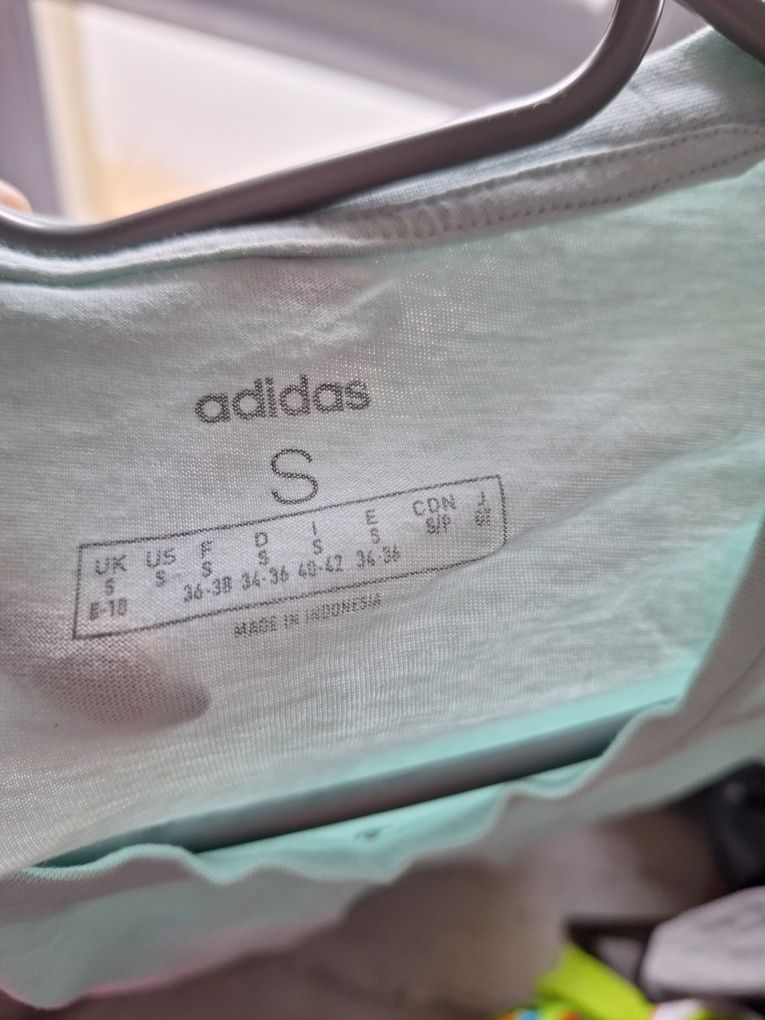 adidas
S
UK US F D I E CDN J
S S S S S S S/P
8-10 36-38 34-36 40-42 34-36
MADE IN INDONESIA